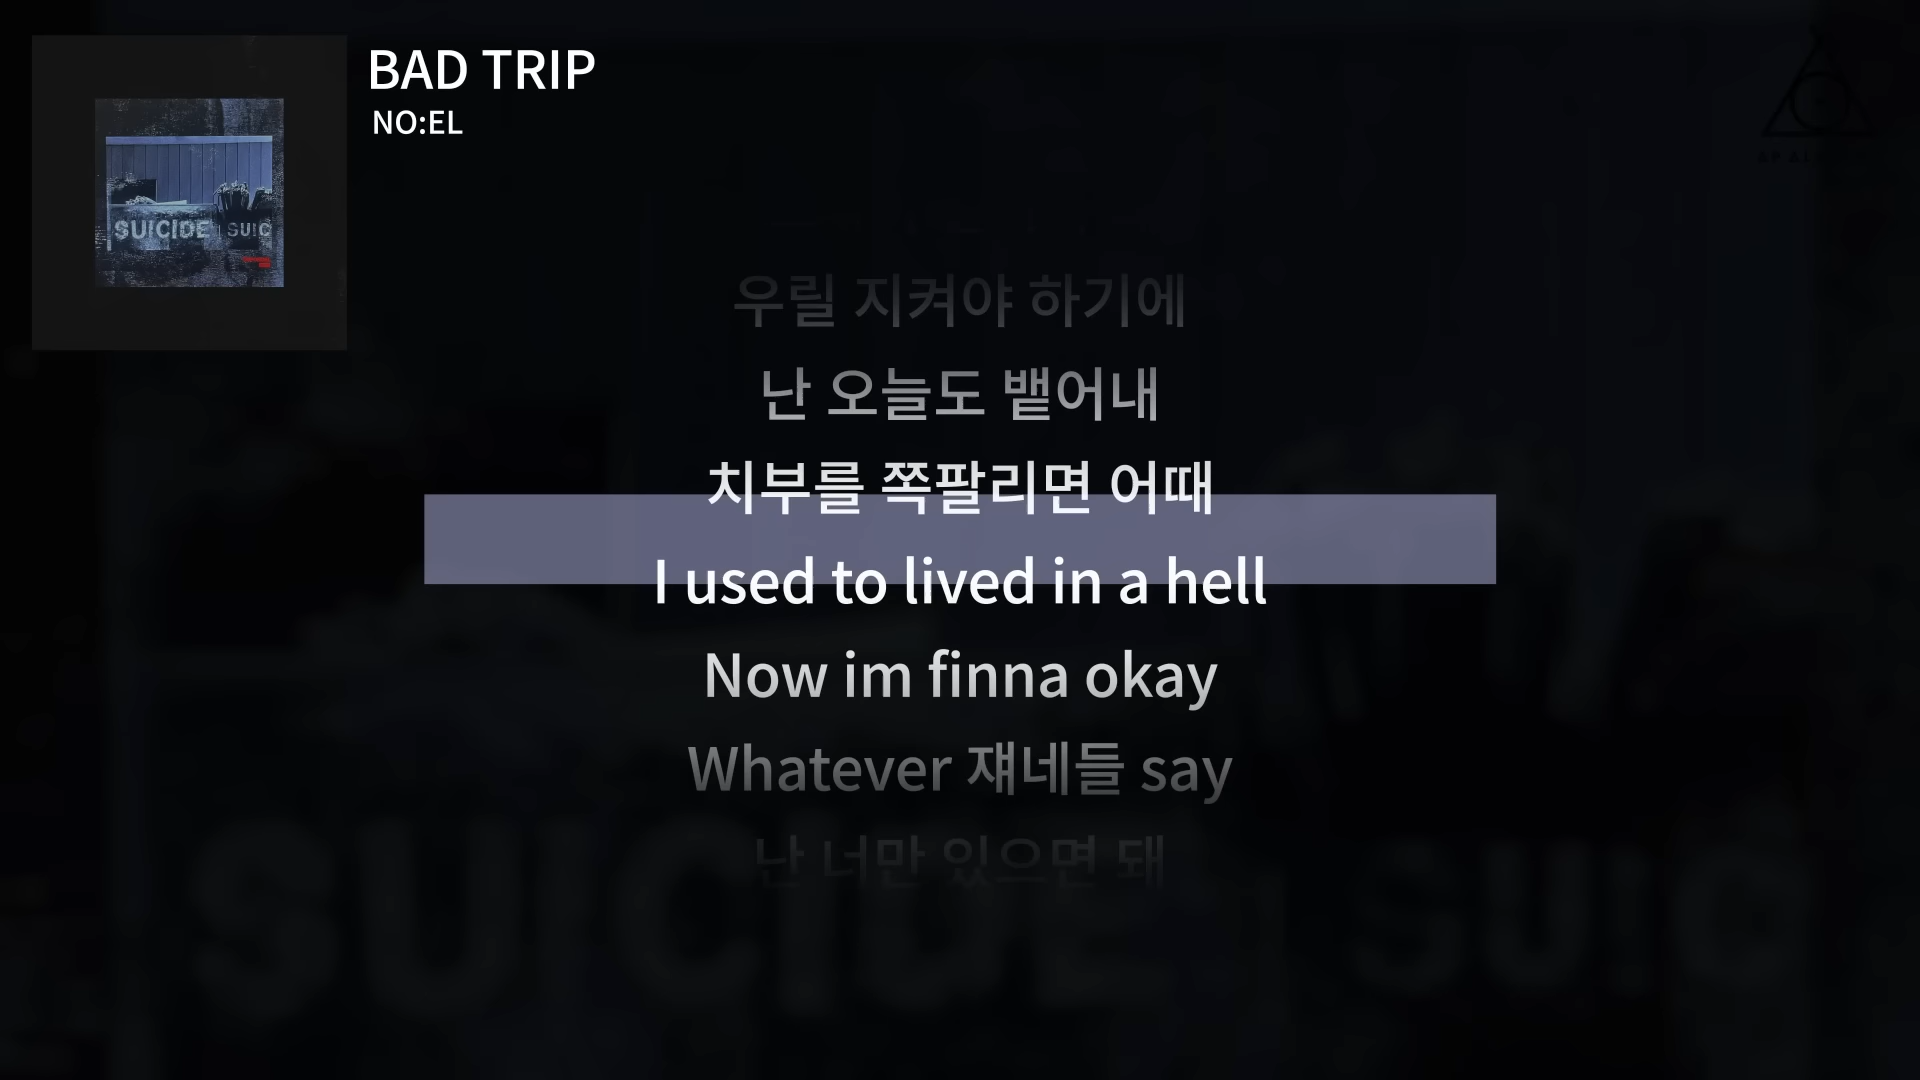 BAD TRIP
NO:EL
SUICIDE SUIC
우릴 지켜야 하기에
난 오늘도 뱉어내
치부를 쪽팔리면 어때
I used to lived in a hell
Now im finna okay
Whatever 쟤네들 say
난 너만 있으면 돼
SUICIDE SUIC